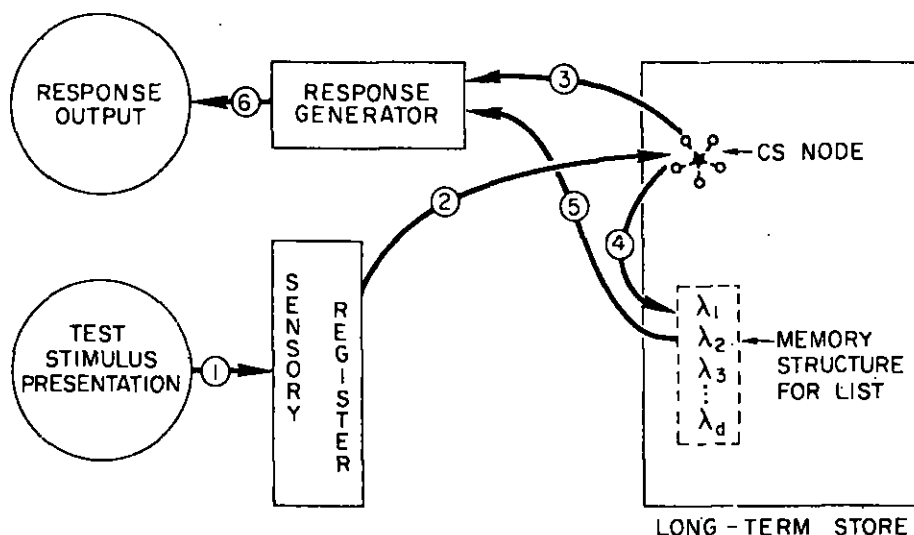 RESPONSE
OUTPUT
6
RESPONSE
GENERATOR
3
CS NODE
2
5
4
TEST
STIMULUS
PRESENTATION
1
SENSORY
REGISTER
λ1
λ2
λ3
⋮
λd
MEMORY
STRUCTURE
FOR LIST
LONG-TERM STORE